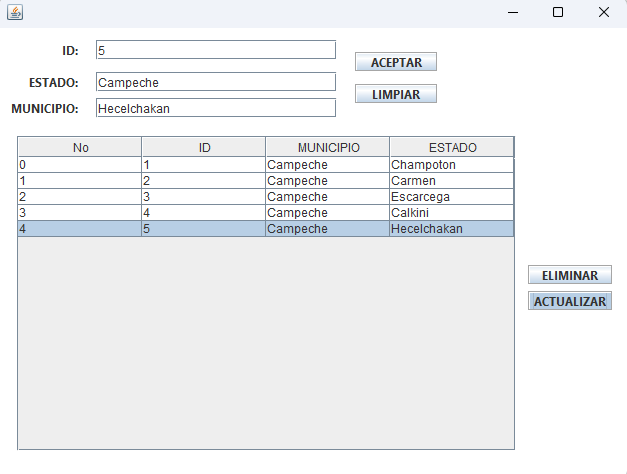 ID: 5
ACEPTAR
ESTADO: Campeche
LIMPIAR
MUNICIPIO: Hecelchakan
No ID MUNICIPIO ESTADO
0 1 Campeche Champoton
1 2 Campeche Carmen
2 3 Campeche Escarcega
3 4 Campeche Calkini
4 5 Campeche Hecelchakan
ELIMINAR
ACTUALIZAR